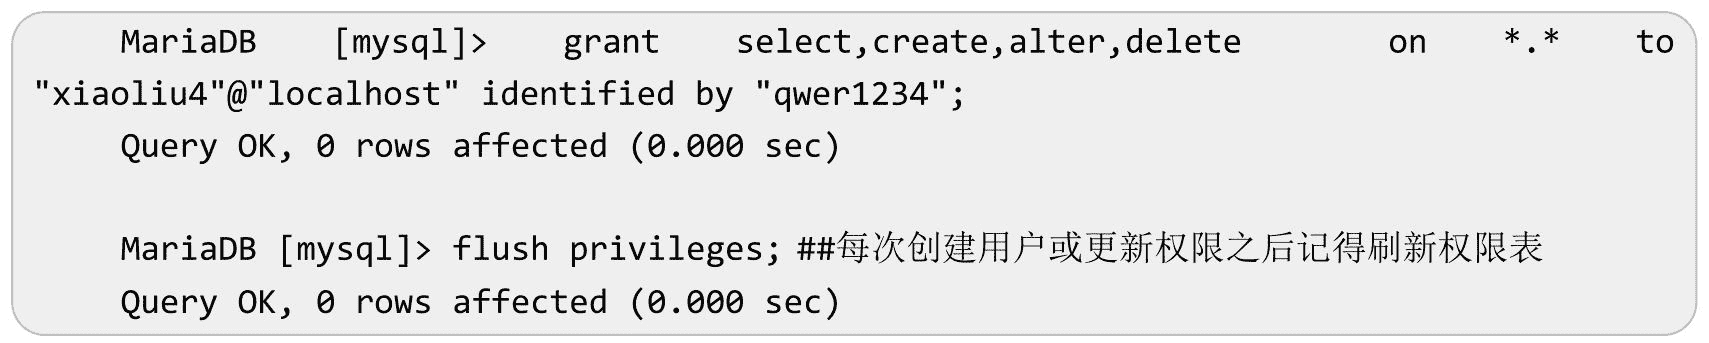 MariaDB [mysql]> grant select,create,alter,delete on *.* to
"xiaoliu4"@"localhost" identified by "qwer1234";
Query OK, 0 rows affected (0.000 sec)
MariaDB [mysql]> flush privileges; ##每次创建用户或更新权限之后记得刷新权限表
Query OK, 0 rows affected (0.000 sec)